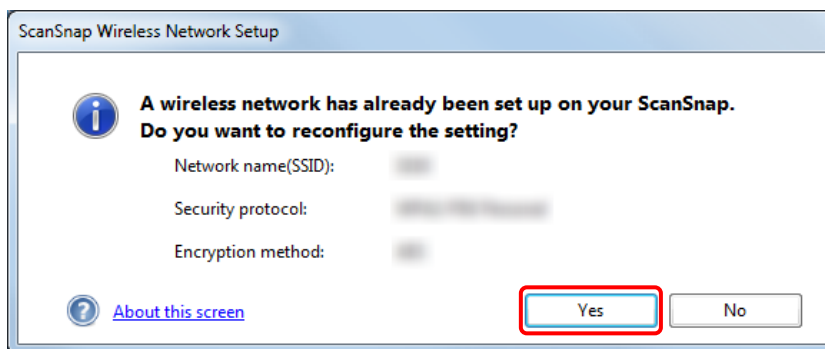 ScanSnap Wireless Network Setup
A wireless network has already been set up on your ScanSnap.
Do you want to reconfigure the setting?
Network name(SSID):
Security protocol:
Encryption method:
About this screen
Yes
No